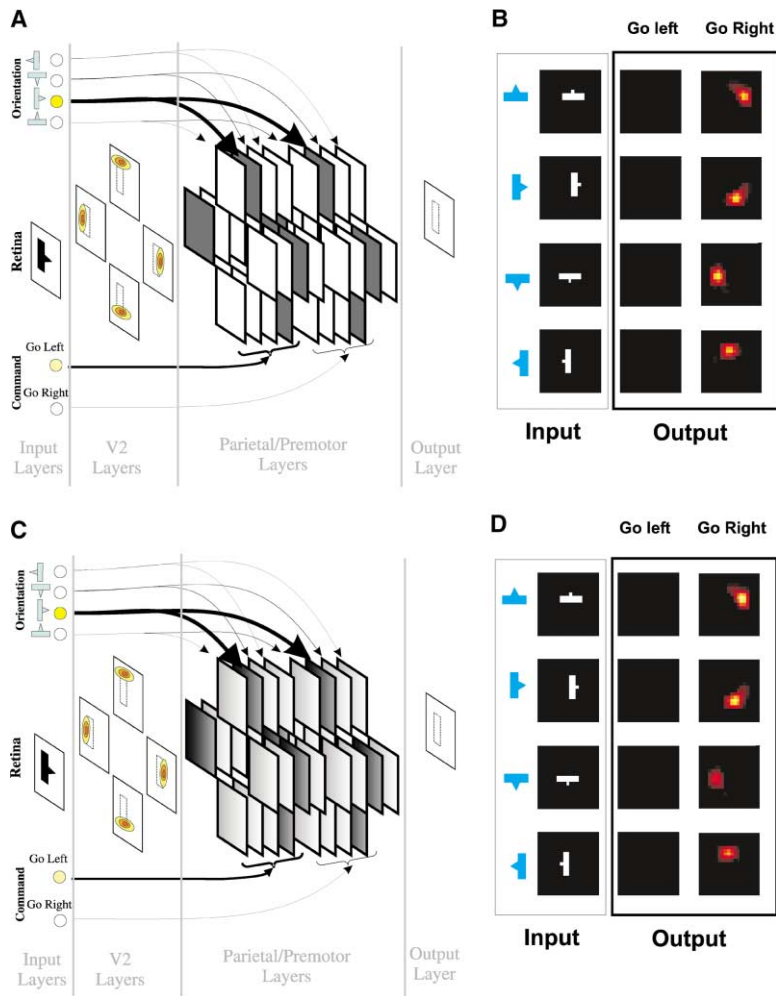 A
Orientation
Retina
Go Left
Command
Go Right
Input
Layers
V2
Layers
Parietal/Premotor
Layers
Output
Layer
B
Go left
Go Right
Input
Output
C
Orientation
Retina
Go Left
Command
Go Right
Input
Layers
V2
Layers
Parietal/Premotor
Layers
Output
Layer
D
Go left
Go Right
Input
Output